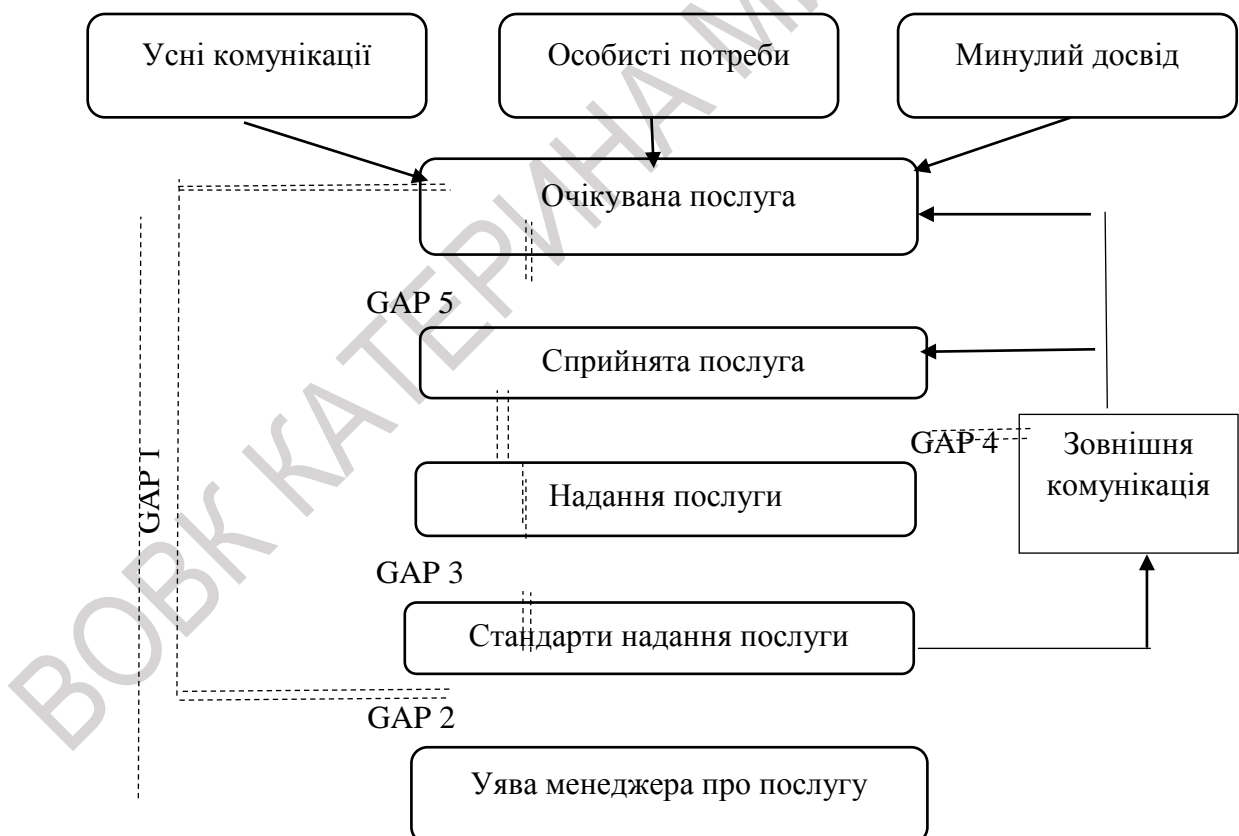 Усні комунікації
Особисті потреби
Минулий досвід
Очікувана послуга
GAP 5
Сприйнята послуга
GAP 1
GAP 4
Зовнішня
комунікація
Надання послуги
GAP 3
Стандарти надання послуги
GAP 2
Уява менеджера про послугу
ВОВК КАТЕРИНА